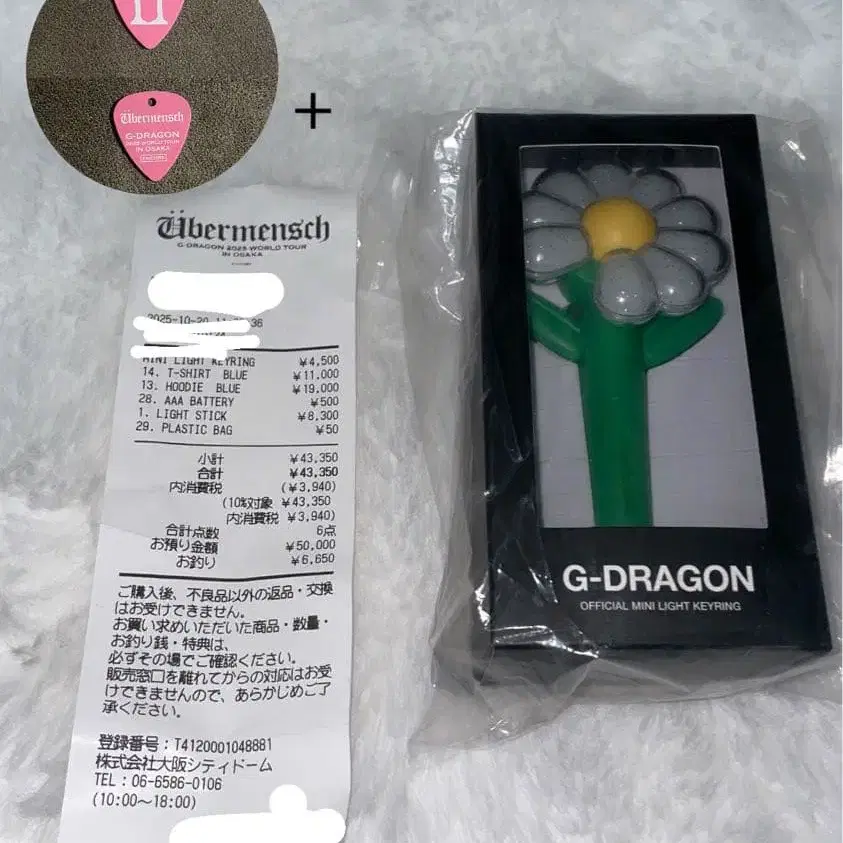 Übermensch
G-DRAGON
IN OSAKA
+
Übermensch
G-DRAGON 2025 WORLD TOUR
IN OSAKA
2025-10-20
MINI LIGHT KEYRING ¥4,500
14. T-SHIRT BLUE ¥11,000
13. HOODIE BLUE ¥19,000
28. AAA BATTERY ¥500
1. LIGHT STICK ¥8,300
29. PLASTIC BAG ¥50
小計 ¥43,350
合計 ¥43,350
内消費税 (¥3,940)
(10%対象 ¥43,350
内消費税 ¥3,940)
合計点数 6点
お預り金額 ¥50,000
お釣り ¥6,650
ご購入後、不良品以外の返品・交換
はお受けできません。
お買い求めいただいた商品・数量・
お釣り銭・特典は、
必ずその場でご確認ください。
販売窓口を離れてからの対応はお受
けできませんので、あらかじめご了
承ください。
登録番号：T4120001048881
株式会社大阪シティドーム
TEL：06-6586-0106
(10:00～18:00)
G-DRAGON
OFFICIAL MINI LIGHT KEYRING